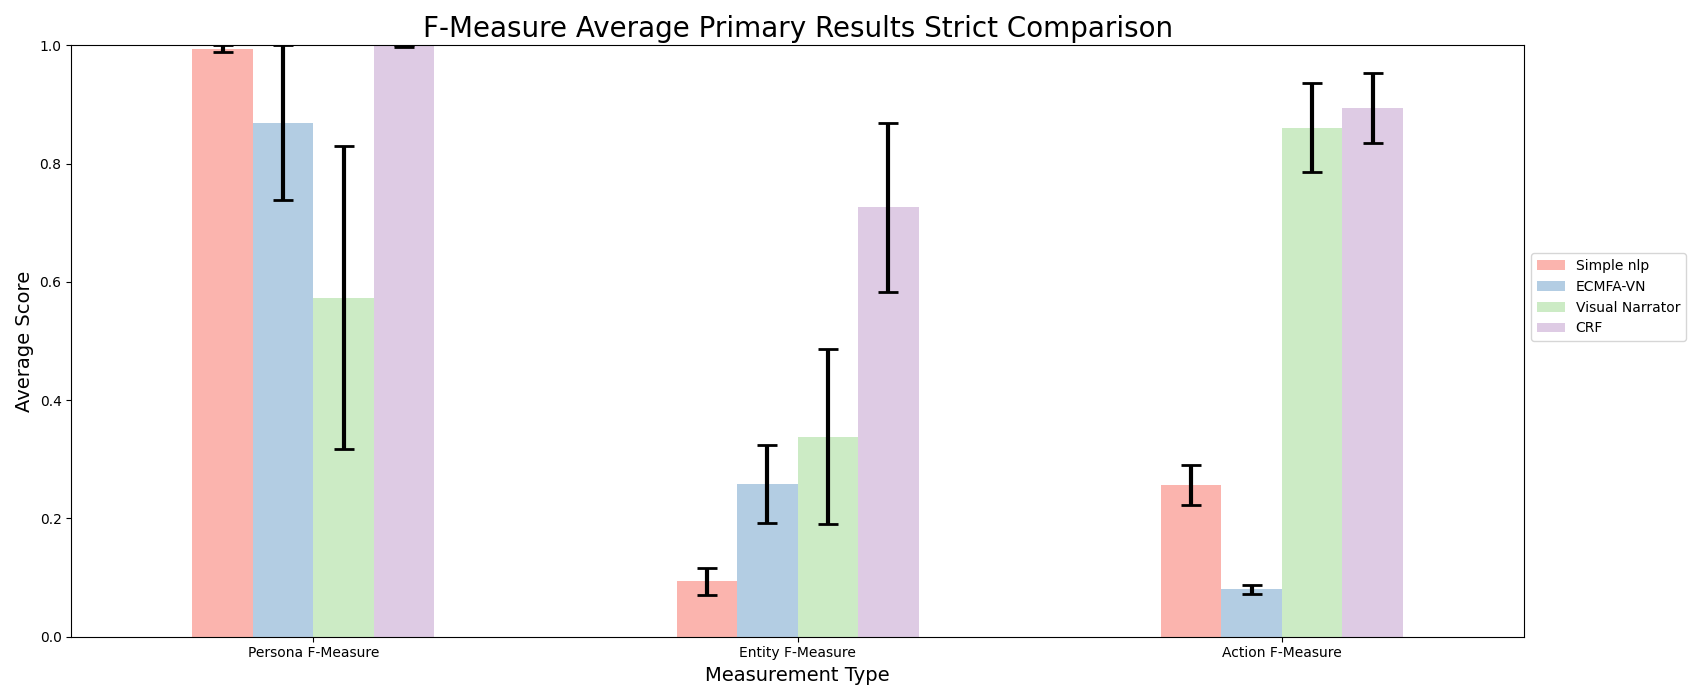 F-Measure Average Primary Results Strict Comparison
Average Score
1.0
0.8
0.6
0.4
0.2
0.0
Persona F-Measure
Entity F-Measure
Action F-Measure
Measurement Type
Simple nlp
ECMFA-VN
Visual Narrator
CRF